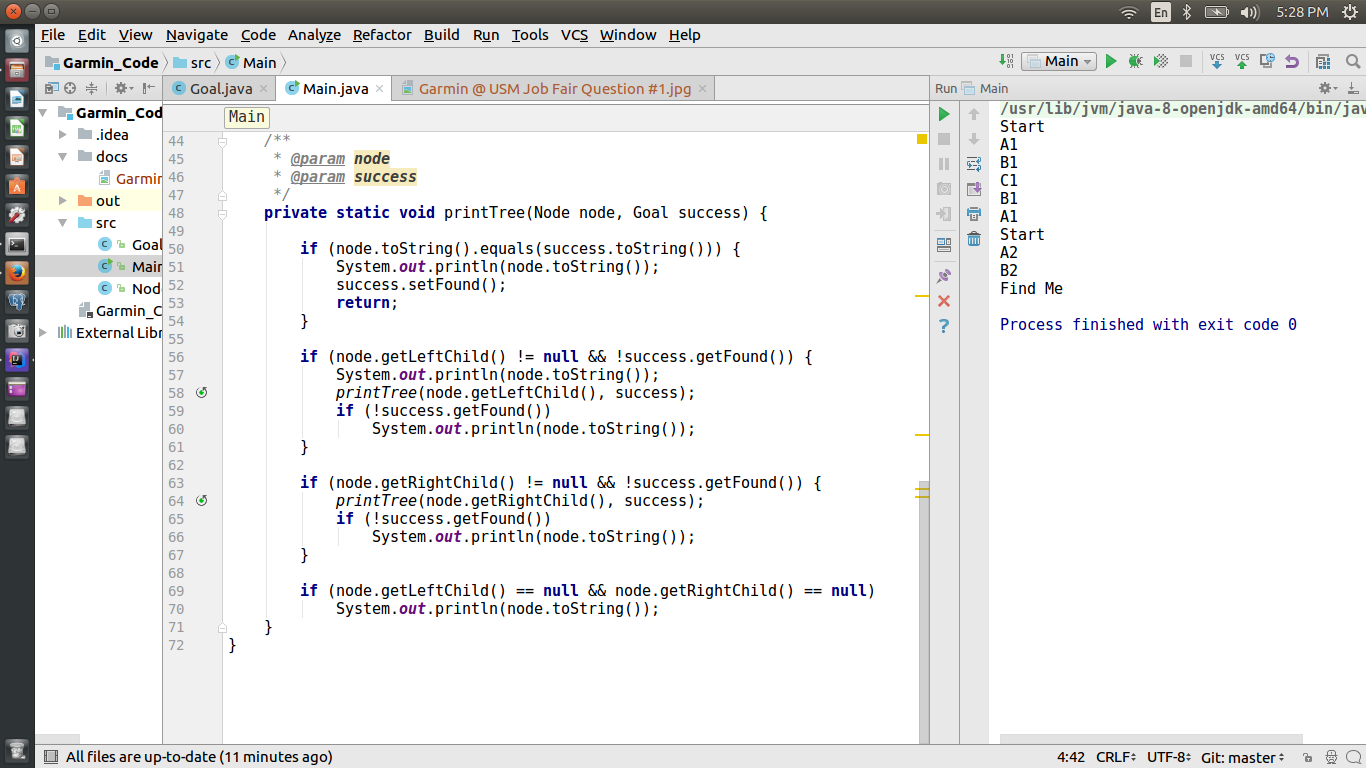 En 5:28 PM
File Edit View Navigate Code Analyze Refactor Build Run Tools VCS Window Help
Garmin_Code src Main Main VCS VCS
Goal.java Main.java Garmin @ USM Job Fair Question #1.jpg Run Main
Garmin_Cod
.idea
docs
Garmin
out
src
Goal
Main
Nod
Garmin_C
External Libr
Main
44 /**
45 * @param node
46 * @param success
47 */
48 private static void printTree(Node node, Goal success) {
49
50 if (node.toString().equals(success.toString())) {
51 System.out.println(node.toString());
52 success.setFound();
53 return;
54 }
55
56 if (node.getLeftChild() != null && !success.getFound()) {
57 System.out.println(node.toString());
58 printTree(node.getLeftChild(), success);
59 if (!success.getFound())
60 System.out.println(node.toString());
61 }
62
63 if (node.getRightChild() != null && !success.getFound()) {
64 printTree(node.getRightChild(), success);
65 if (!success.getFound())
66 System.out.println(node.toString());
67 }
68
69 if (node.getLeftChild() == null && node.getRightChild() == null)
70 System.out.println(node.toString());
71 }
72 }
/usr/lib/jvm/java-8-openjdk-amd64/bin/jav
Start
A1
B1
C1
B1
A1
Start
A2
B2
Find Me
Process finished with exit code 0
All files are up-to-date (11 minutes ago) 4:42 CRLF UTF-8 Git: master